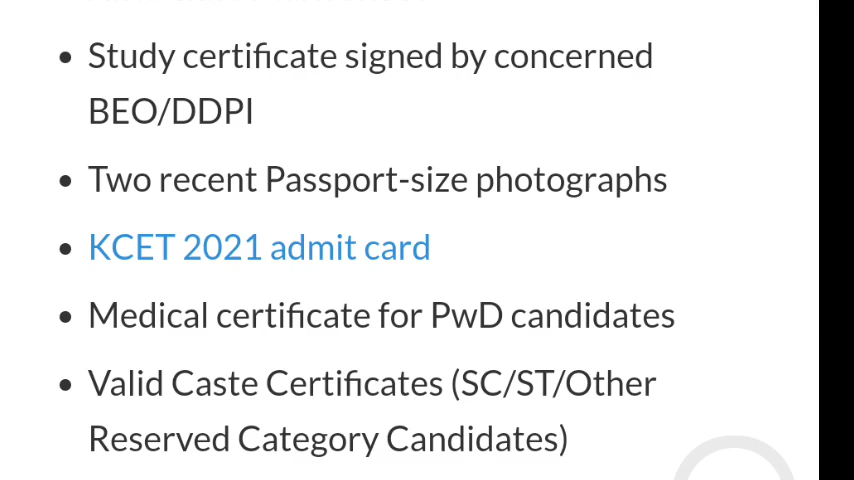 • Study certificate signed by concerned
BEO/DDPI
• Two recent Passport-size photographs
• KCET 2021 admit card
• Medical certificate for PwD candidates
• Valid Caste Certificates (SC/ST/Other
Reserved Category Candidates)